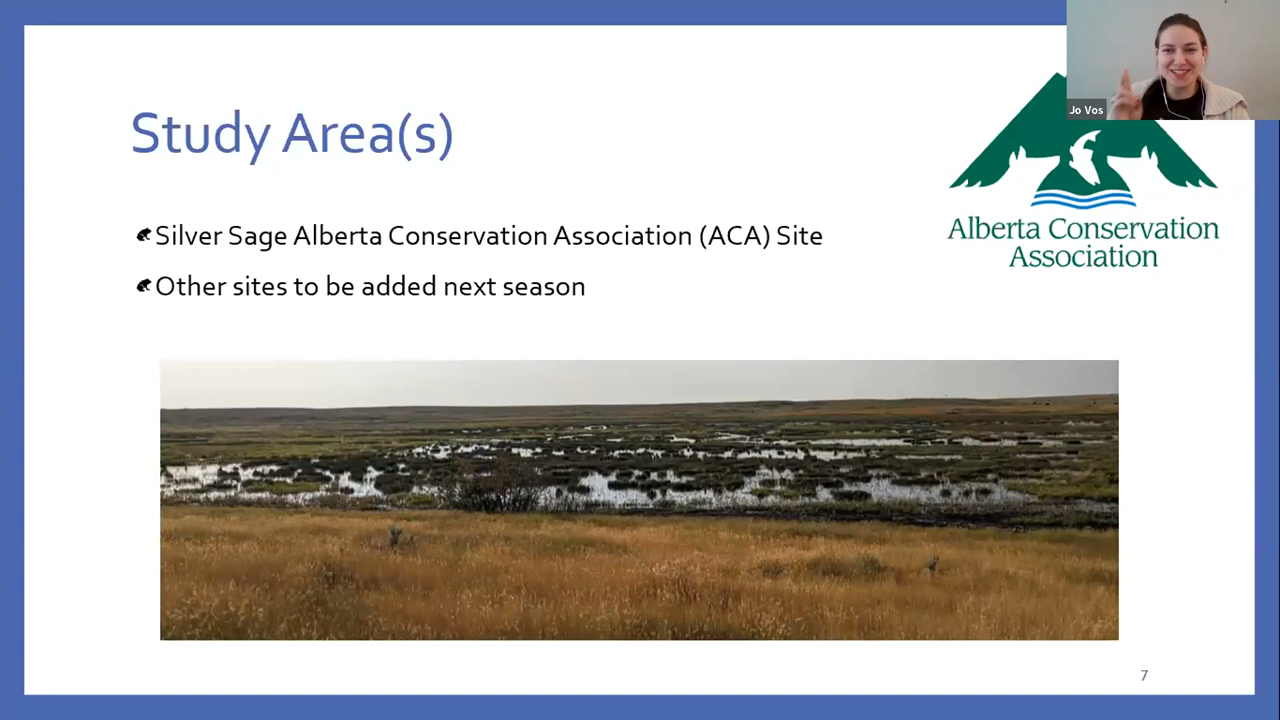 Jo Vos
Study Area(s)
Silver Sage Alberta Conservation Association (ACA) Site
Other sites to be added next season
Alberta Conservation
Association
7